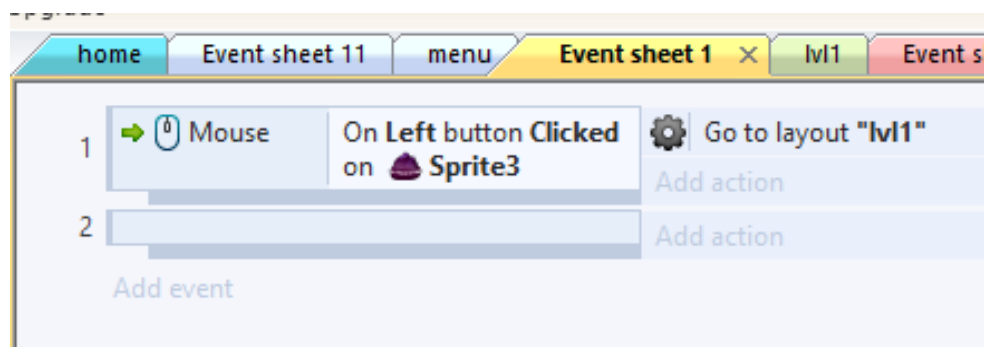 home Event sheet 11 menu Event sheet 1 lvl1 Event s
1 Mouse On Left button Clicked Go to layout "lvl1"
on Sprite3
Add action
2 Add action
Add event